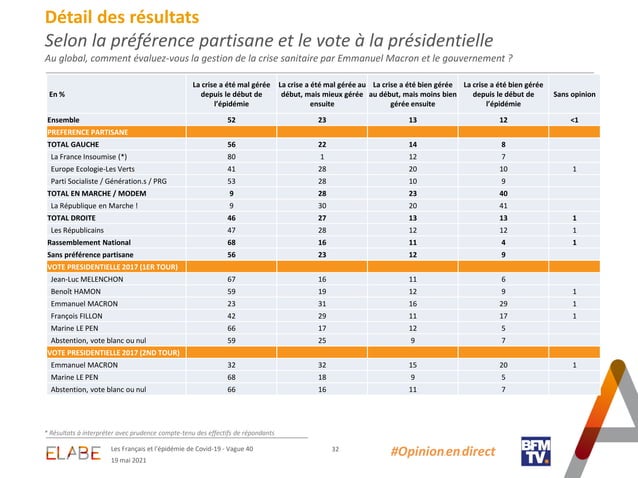 Détail des résultats
Selon la préférence partisane et le vote à la présidentielle
Au global, comment évaluez-vous la gestion de la crise sanitaire par Emmanuel Macron et le gouvernement ?
En % La crise a été mal gérée depuis le début de l'épidémie La crise a été mal gérée au début, mais mieux gérée ensuite La crise a été bien gérée au début, mais moins bien gérée ensuite La crise a été bien gérée depuis le début de l'épidémie Sans opinion
Ensemble 52 23 13 12 <1
PREFERENCE PARTISANE
TOTAL GAUCHE 56 22 14 8
La France Insoumise (*) 80 1 12 7
Europe Ecologie-Les Verts 41 28 20 10 1
Parti Socialiste / Génération.s / PRG 53 28 10 9
TOTAL EN MARCHE / MODEM 9 28 23 40
La République en Marche ! 9 30 20 41
TOTAL DROITE 46 27 13 13 1
Les Républicains 47 28 12 12 1
Rassemblement National 68 16 11 4 1
Sans préférence partisane 56 23 12 9
VOTE PRESIDENTIELLE 2017 (1ER TOUR)
Jean-Luc MELENCHON 67 16 11 6
Benoît HAMON 59 19 12 9 1
Emmanuel MACRON 23 31 16 29 1
François FILLON 42 29 11 17 1
Marine LE PEN 66 17 12 5
Abstention, vote blanc ou nul 59 25 9 7
VOTE PRESIDENTIELLE 2017 (2ND TOUR)
Emmanuel MACRON 32 32 15 20 1
Marine LE PEN 68 18 9 5
Abstention, vote blanc ou nul 66 16 11 7
* Résultats à interpréter avec prudence compte-tenu des effectifs de répondants
ELABE
Les Français et l'épidémie de Covid-19 - Vague 40
32
19 mai 2021
#Opinion en direct
BFM TV.